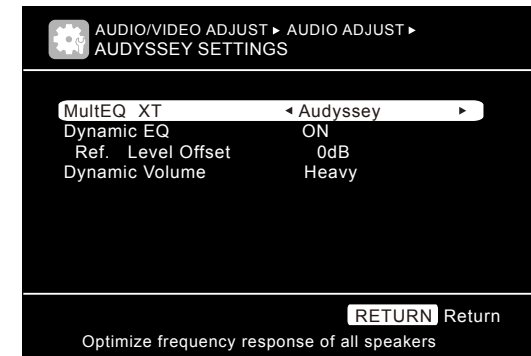 AUDIO/VIDEO ADJUST ▸ AUDIO ADJUST ▸
AUDYSSEY SETTINGS
MultEQ XT ◂ Audyssey ▸
Dynamic EQ ON
Ref. Level Offset 0dB
Dynamic Volume Heavy
RETURN Return
Optimize frequency response of all speakers